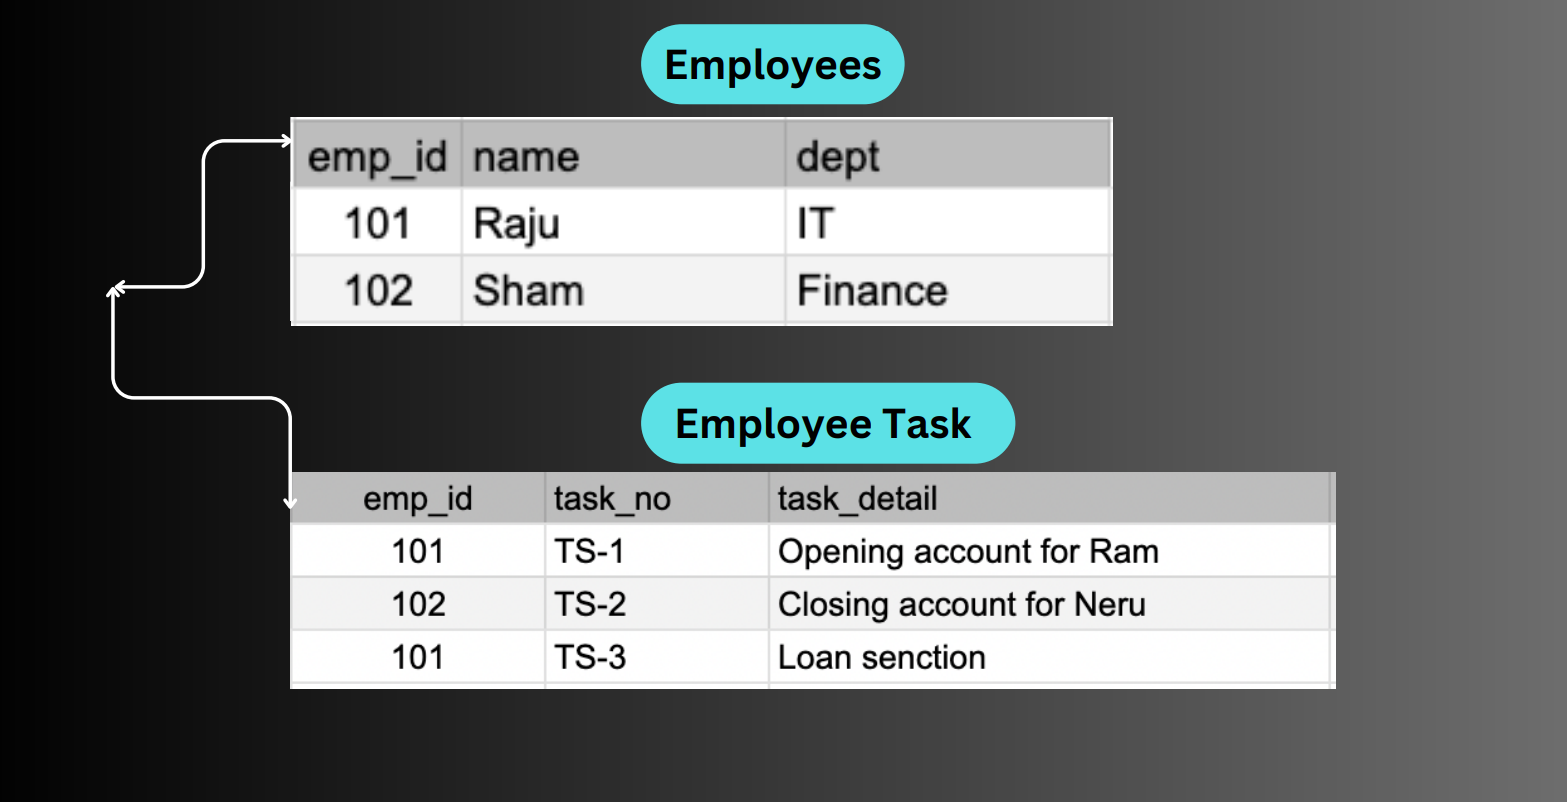 Employees
emp_id name dept
101 Raju IT
102 Sham Finance
Employee Task
emp_id task_no task_detail
101 TS-1 Opening account for Ram
102 TS-2 Closing account for Neru
101 TS-3 Loan senction